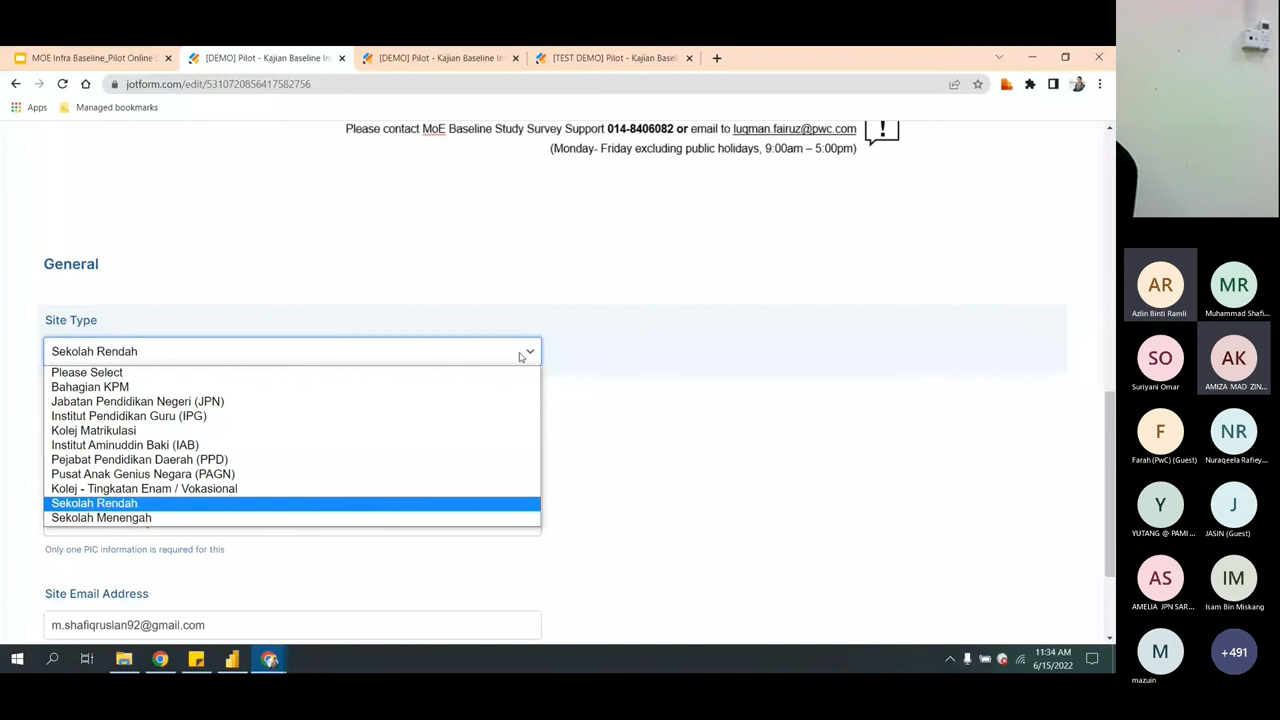 MOE Infra Baseline_Pilot Online
[DEMO] Pilot - Kajian Baseline In
[DEMO] Pilot - Kajian Baseline In
[TEST DEMO] Pilot - Kajian Basel
jotform.com/edit/5310720856417582756
Apps
Managed bookmarks
Please contact MoE Baseline Study Survey Support 014-8406082 or email to luqman.fairuz@pwc.com
(Monday- Friday excluding public holidays, 9:00am – 5:00pm)
!
General
Site Type
Sekolah Rendah
Please Select
Bahagian KPM
Jabatan Pendidikan Negeri (JPN)
Institut Pendidikan Guru (IPG)
Kolej Matrikulasi
Institut Aminuddin Baki (IAB)
Pejabat Pendidikan Daerah (PPD)
Pusat Anak Genius Negara (PAGN)
Kolej - Tingkatan Enam / Vokasional
Sekolah Rendah
Sekolah Menengah
Only one PIC information is required for this
Site Email Address
m.shafiqruslan92@gmail.com
11:34 AM
6/15/2022
AR
Azlin Binti Ramli
MR
Muhammad Shafi...
SO
Suriyani Omar
AK
AMIZA MAD ZIN...
F
Farah (PwC) (Guest)
NR
Nuraqeela Rafiey...
Y
YUTANG @ PAMI ...
J
JASIN (Guest)
AS
AMELIA JPN SAR...
IM
Isam Bin Miskang
M
mazuin
+491